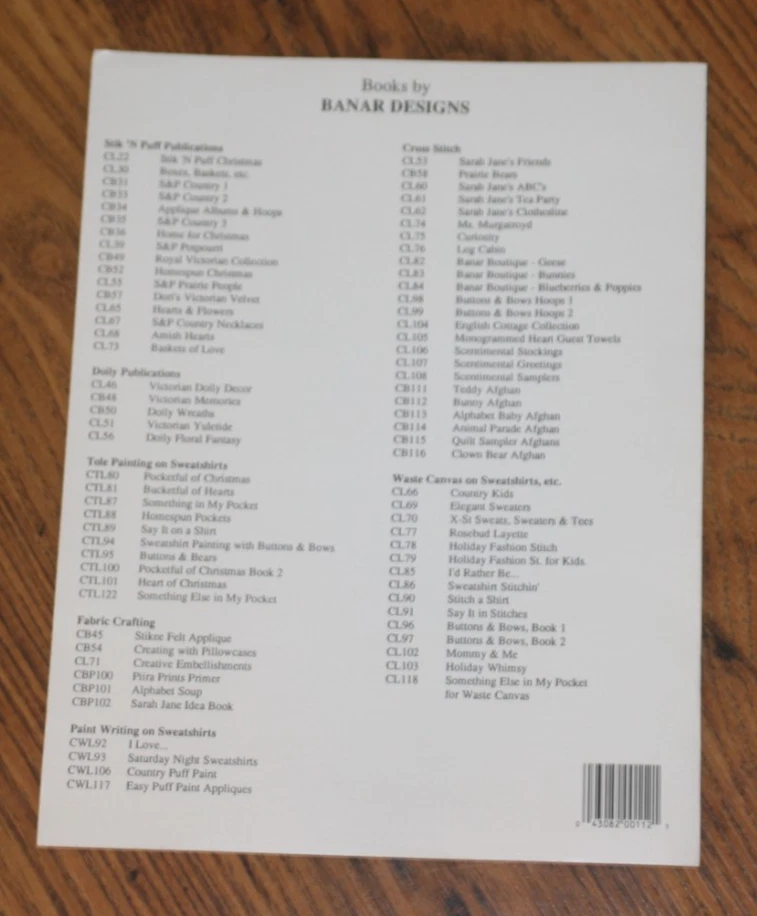 Books by
BANAR DESIGNS
Stik 'N Puff Publications
CL22 Stik 'N Puff Christmas
CL30 Boxes, Baskets, etc.
CB31 S&P Country 1
CB33 S&P Country 2
CB34 Applique Albums & Hoops
CB35 S&P Country 3
CB36 Home for Christmas
CL39 S&P Potpourri
CB49 Royal Victorian Collection
CB52 Homespun Christmas
CL55 S&P Prairie People
CB57 Dori's Victorian Velvet
CL65 Hearts & Flowers
CL67 S&P Country Necklaces
CL68 Amish Hearts
CL73 Baskets of Love
Doily Publications
CL46 Victorian Doily Decor
CB48 Victorian Memories
CB50 Doily Wreaths
CL51 Victorian Yuletide
CL56 Doily Floral Fantasy
Tole Painting on Sweatshirts
CTL80 Pocketful of Christmas
CTL81 Bucketful of Hearts
CTL87 Something in My Pocket
CTL88 Homespun Pockets
CTL89 Say It on a Shirt
CTL94 Sweatshirt Painting with Buttons & Bows
CTL95 Buttons & Bears
CTL100 Pocketful of Christmas Book 2
CTL101 Heart of Christmas
CTL122 Something Else in My Pocket
Fabric Crafting
CB45 Stikee Felt Applique
CB54 Creating with Pillowcases
CL71 Creative Embellishments
CBP100 Piira Prints Primer
CBP101 Alphabet Soup
CBP102 Sarah Jane Idea Book
Paint Writing on Sweatshirts
CWL92 I Love...
CWL93 Saturday Night Sweatshirts
CWL106 Country Puff Paint
CWL117 Easy Puff Paint Appliques
Cross Stitch
CL53 Sarah Jane's Friends
CB58 Prairie Bears
CL60 Sarah Jane's ABC's
CL61 Sarah Jane's Tea Party
CL62 Sarah Jane's Clothesline
CL74 Ms. Murgatroyd
CL75 Curiosity
CL76 Log Cabin
CL82 Banar Boutique - Geese
CL83 Banar Boutique - Bunnies
CL84 Banar Boutique - Blueberries & Poppies
CL98 Buttons & Bows Hoops 1
CL99 Buttons & Bows Hoops 2
CL104 English Cottage Collection
CL105 Monogrammed Heart Guest Towels
CL106 Scentimental Stockings
CL107 Scentimental Greetings
CL108 Scentimental Samplers
CB111 Teddy Afghan
CB112 Bunny Afghan
CB113 Alphabet Baby Afghan
CB114 Animal Parade Afghan
CB115 Quilt Sampler Afghans
CB116 Clown Bear Afghan
Waste Canvas on Sweatshirts, etc.
CL66 Country Kids
CL69 Elegant Sweaters
CL70 X-St Sweats, Sweaters & Tees
CL77 Rosebud Layette
CL78 Holiday Fashion Stitch
CL79 Holiday Fashion St. for Kids
CL85 I'd Rather Be...
CL86 Sweatshirt Stitchin'
CL90 Stitch a Shirt
CL91 Say It in Stitches
CL96 Buttons & Bows, Book 1
CL97 Buttons & Bows, Book 2
CL102 Mommy & Me
CL103 Holiday Whimsy
CL118 Something Else in My Pocket
for Waste Canvas
0 43082 00112 1